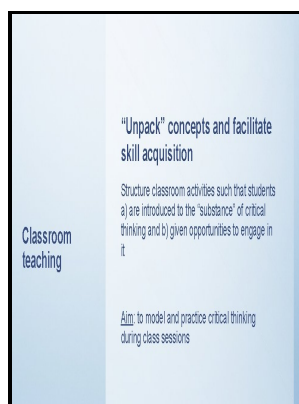 Classroom
teaching
“Unpack” concepts and facilitate
skill acquisition
Structure classroom activities such that students
a) are introduced to the “substance” of critical
thinking and b) given opportunities to engage in
it
Aim: to model and practice critical thinking
during class sessions